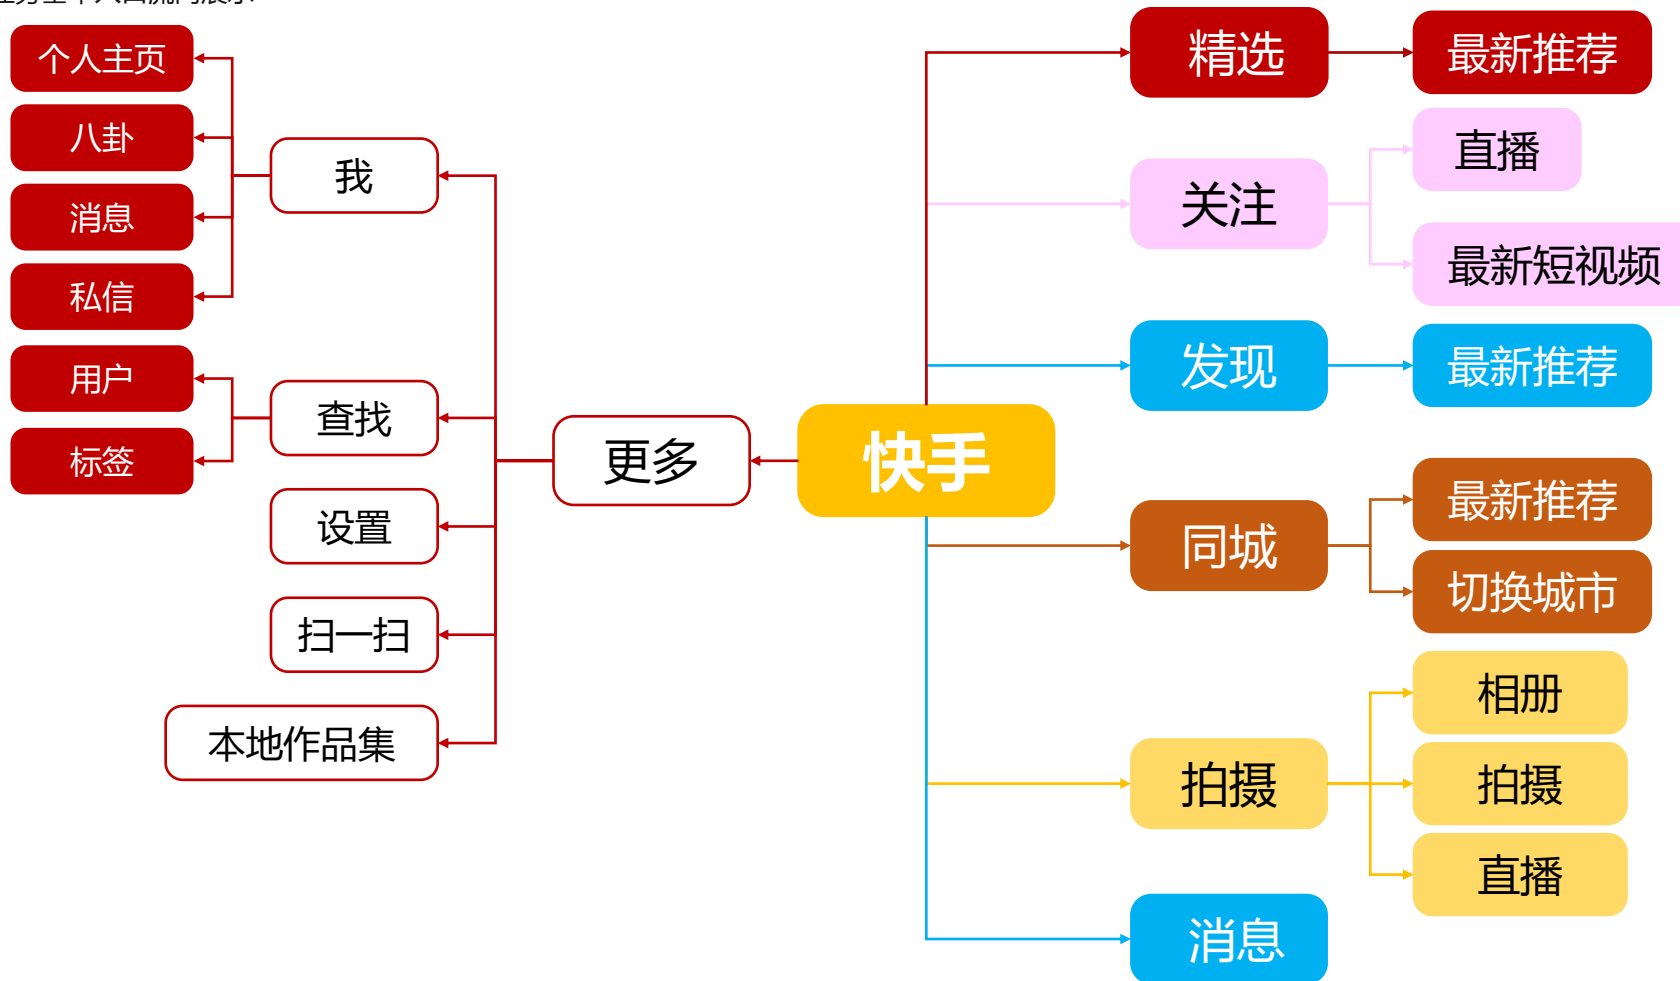 个人主页
八卦
消息
私信
用户
标签
我
查找
设置
扫一扫
本地作品集
更多
快手
精选
最新推荐
关注
直播
最新短视频
发现
最新推荐
同城
最新推荐
切换城市
拍摄
相册
拍摄
直播
消息